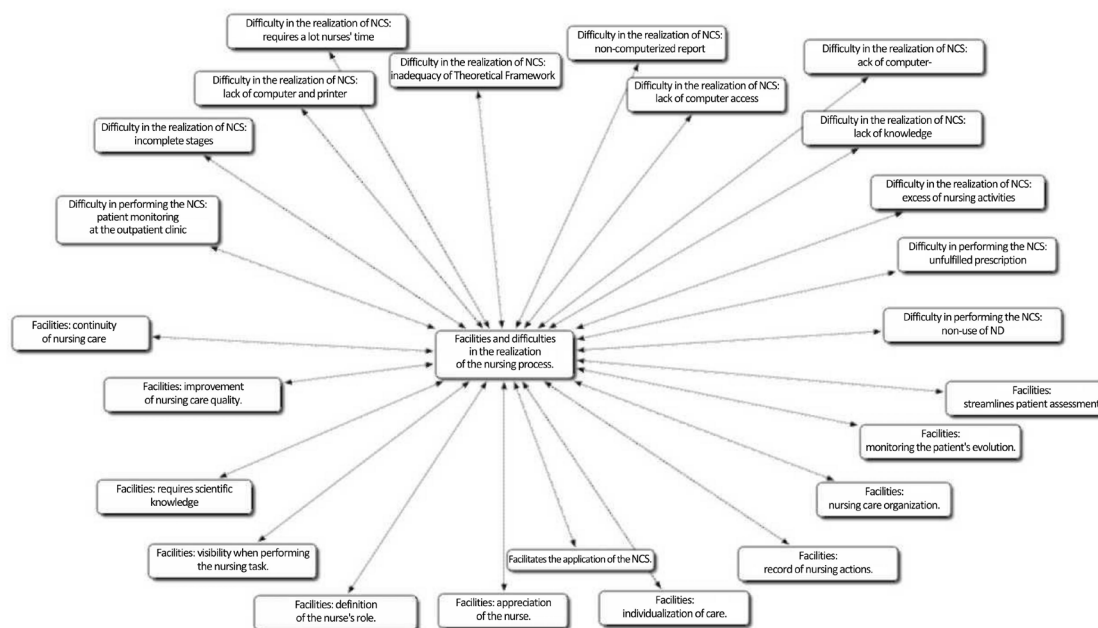 Difficulty in the realization of NCS:
requires a lot nurses' time
Difficulty in the realization of NCS:
non-computerized report
Difficulty in the realization of NCS:
ack of computer-
Difficulty in the realization of NCS:
inadequacy of Theoretical Framework
Difficulty in the realization of NCS:
lack of computer and printer
Difficulty in the realization of NCS:
lack of computer access
Difficulty in the realization of NCS:
incomplete stages
Difficulty in the realization of NCS:
lack of knowledge
Difficulty in the realization of NCS:
excess of nursing activities
Difficulty in performing the NCS:
patient monitoring
at the outpatient clinic
Difficulty in performing the NCS:
unfulfilled prescription
Difficulty in performing the NCS:
non-use of ND
Facilities: continuity
of nursing care
Facilities and difficulties
in the realization
of the nursing process.
Facilities: improvement
of nursing care quality.
Facilities:
streamlines patient assessment
Facilities:
monitoring the patient's evolution.
Facilities: requires scientific
knowledge
Facilities:
nursing care organization.
Facilities: visibility when performing
the nursing task.
Facilitates the application of the NCS.
Facilities:
record of nursing actions.
Facilities: definition
of the nurse's role.
Facilities: appreciation
of the nurse.
Facilities:
individualization of care.